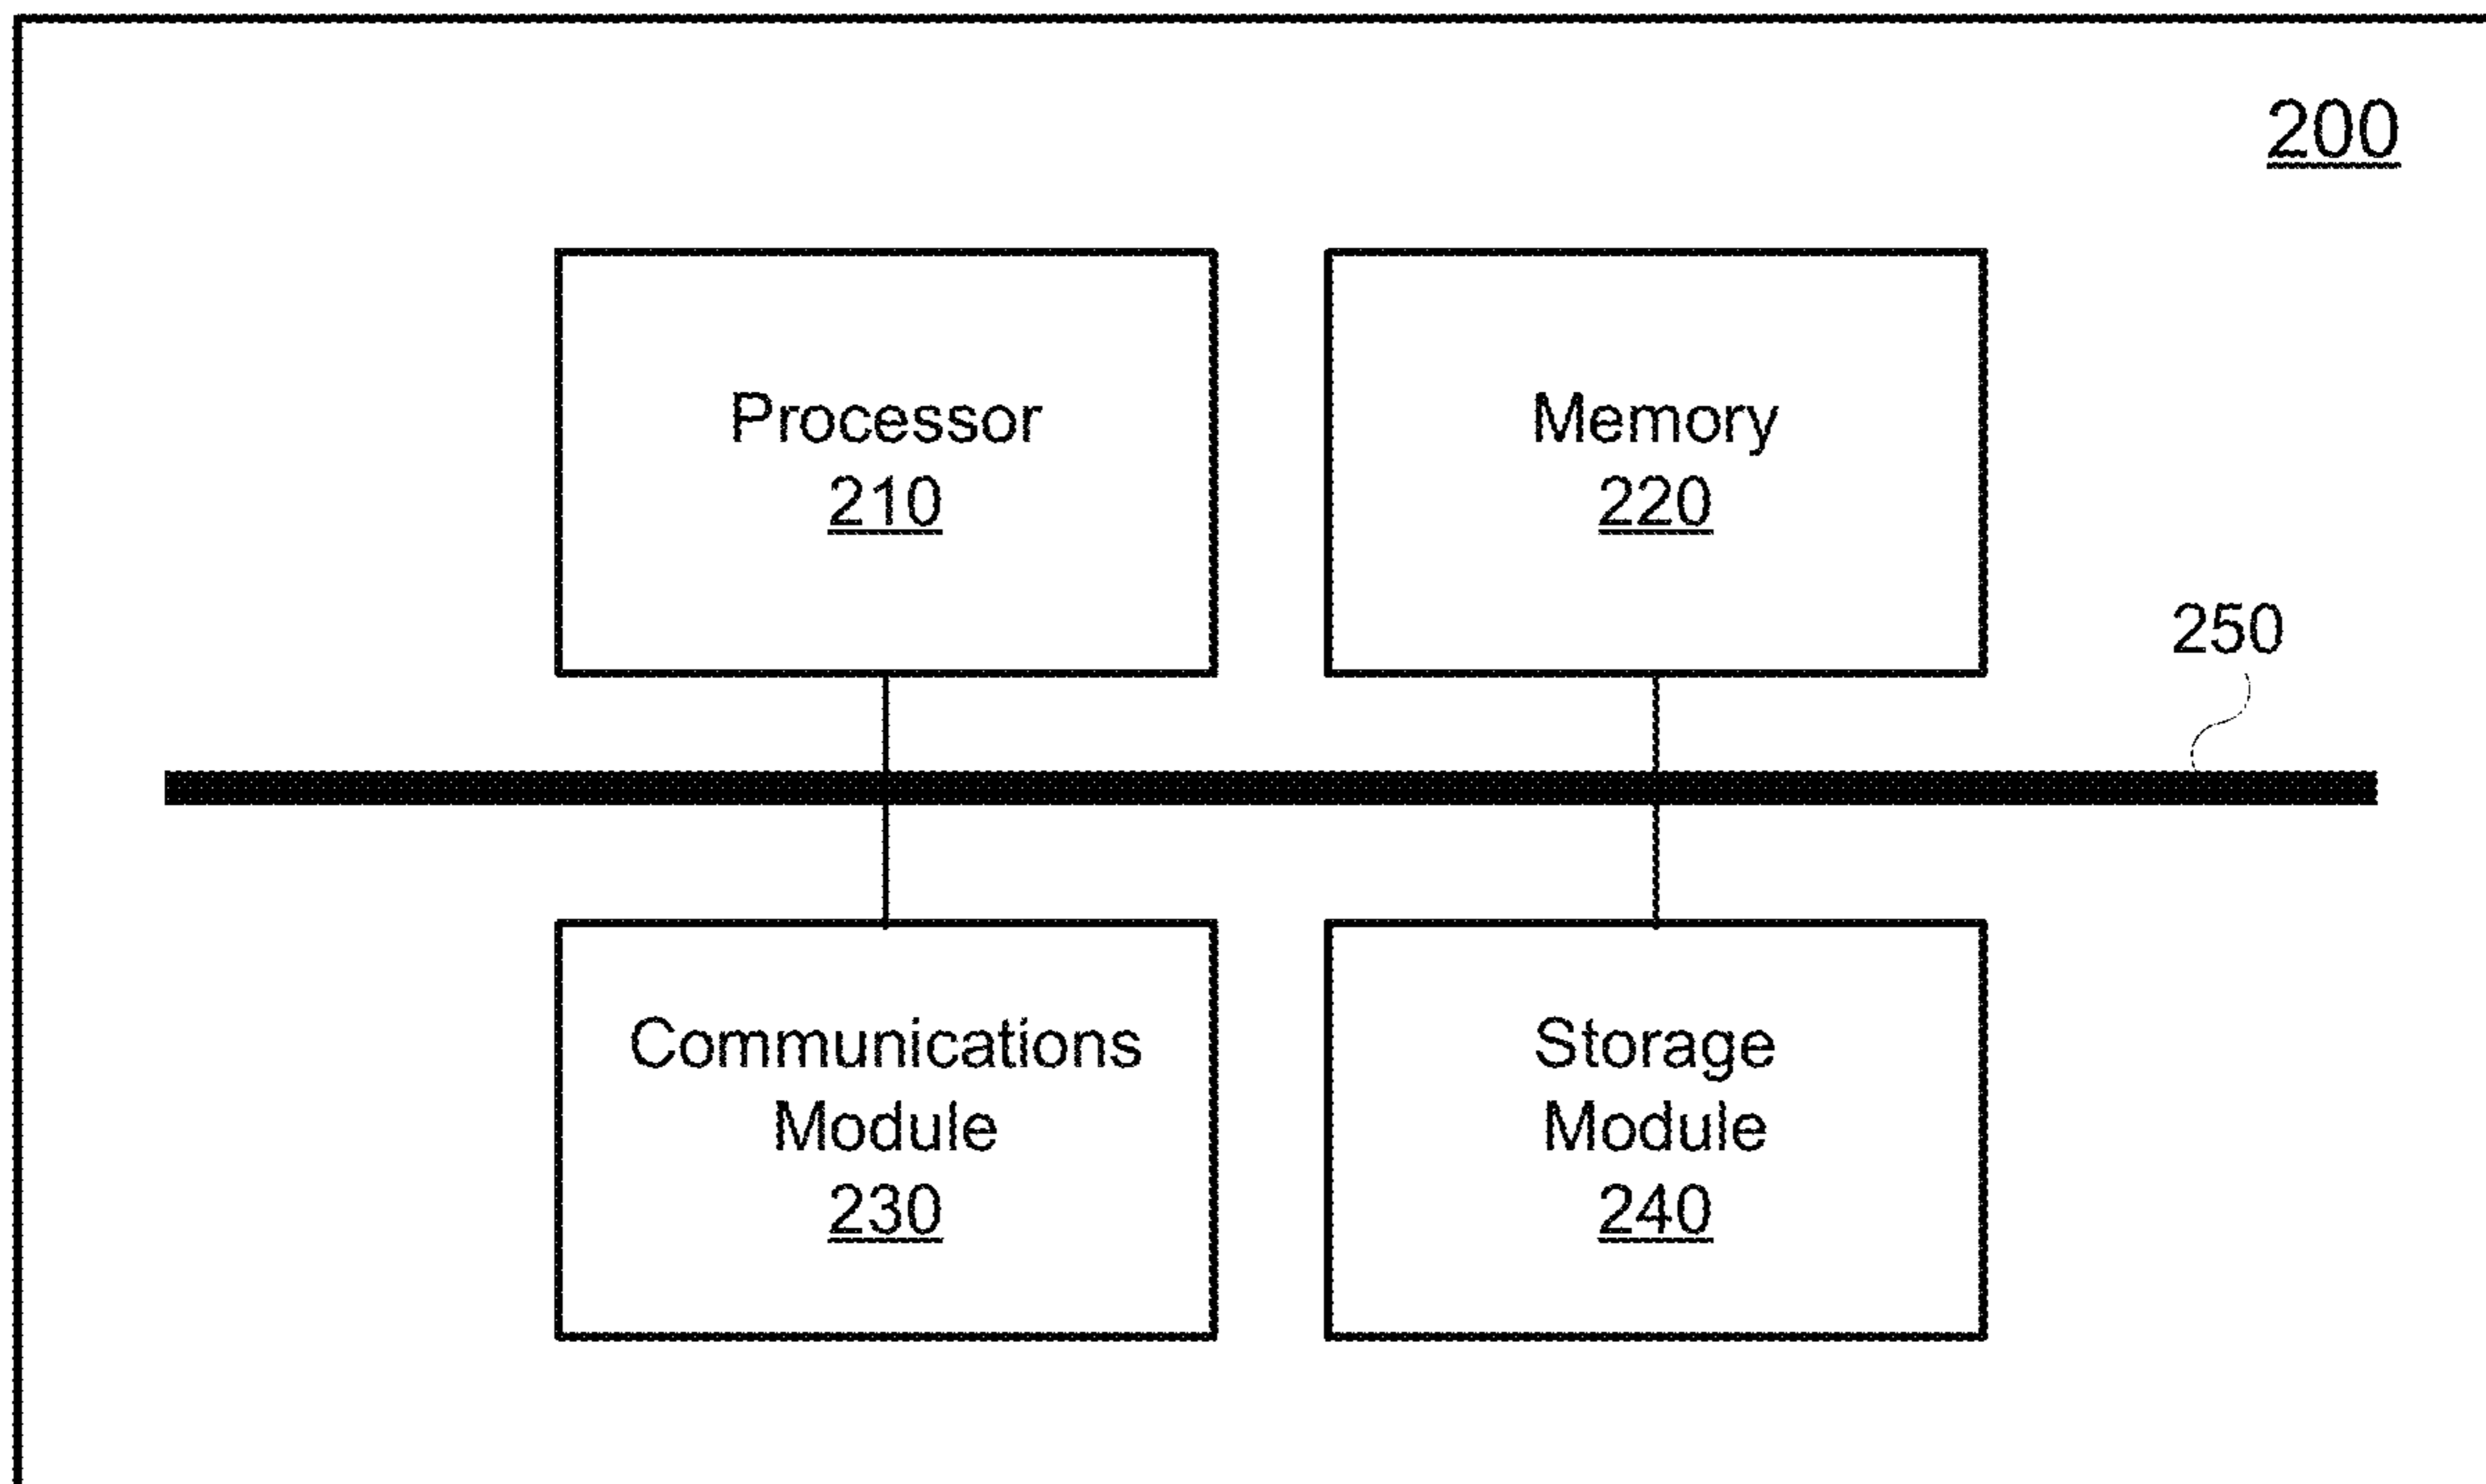 200
Processor
210
Memory
220
250
Communications
Module
230
Storage
Module
240